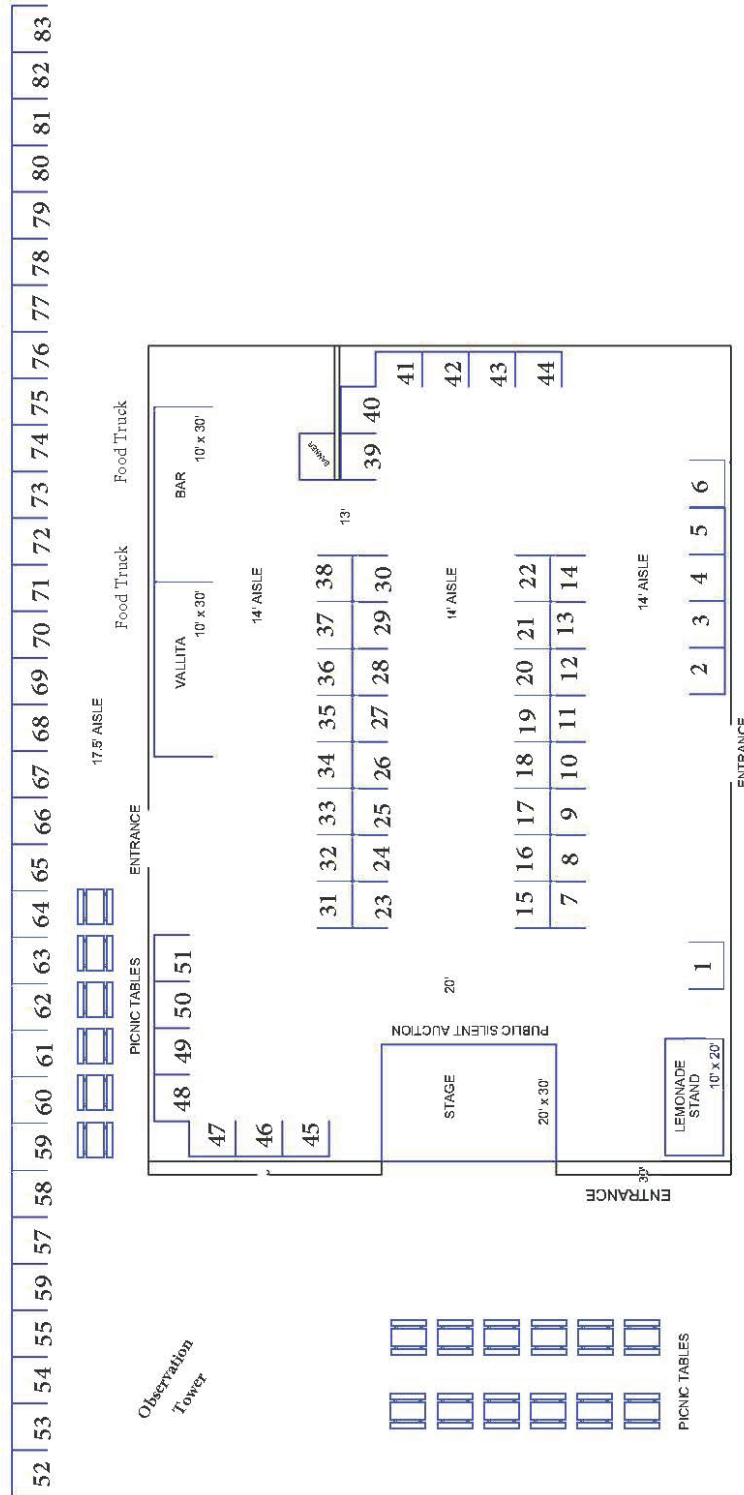 52 53 54 55 59 57 58 59 60 61 62 63 64 65 66 67 68 69 70 71 72 73 74 75 76 77 78 79 80 81 82 83
17.5' AISLE
Food Truck
Food Truck
Observation
Tower
PICNIC TABLES
ENTRANCE
48 49 50 51
47
46
45
VALLITA
10' x 30'
BAR
10' x 30'
14' AISLE
31 32 33 34 35 36 37 38
23 24 25 26 27 28 29 30
13'
BANNER
39 40
41
42
43
44
STAGE
20' x 30'
PUBLIC SILENT AUCTION
20'
14' AISLE
15 16 17 18 19 20 21 22
7 8 9 10 11 12 13 14
14' AISLE
ENTRANCE
30'
LEMONADE
STAND
10' x 20'
1
2 3 4 5 6
ENTRANCE
PICNIC TABLES